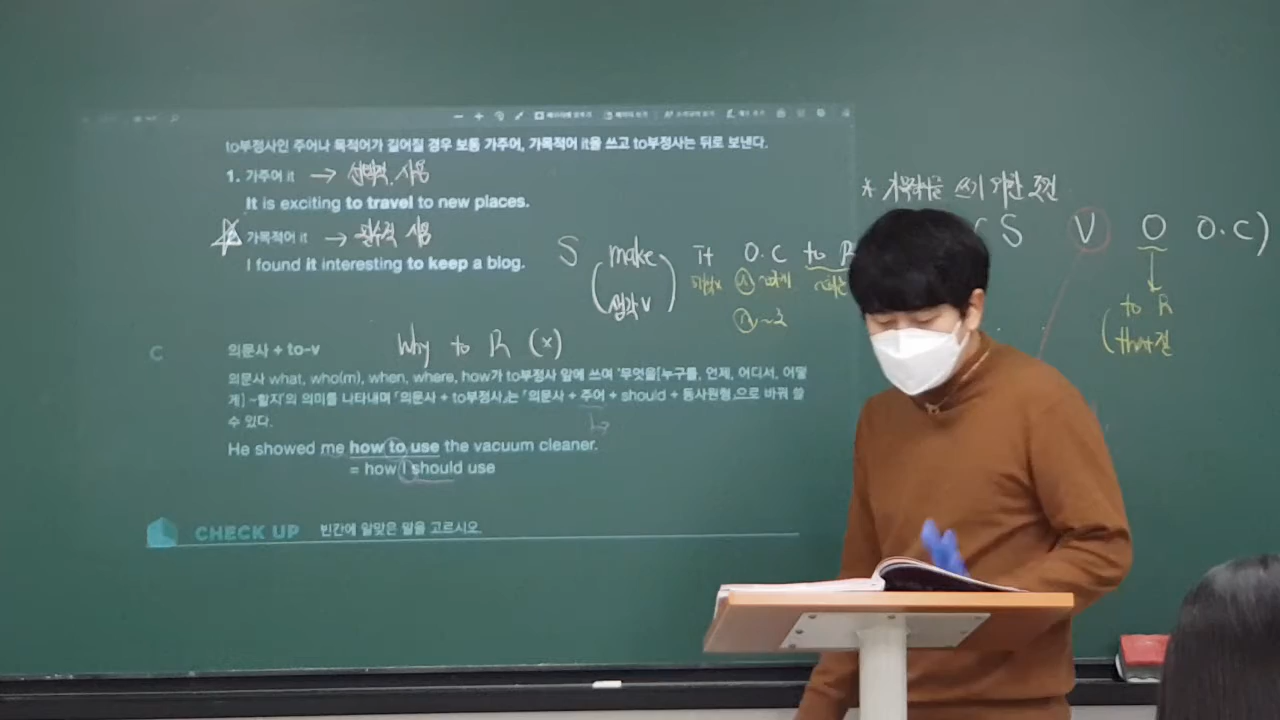 to부정사인 주어나 목적어가 길어질 경우 보통 가주어, 가목적어 it을 쓰고 to부정사는 뒤로 보낸다.
1. 가주어 it → 선택적 사용
It is exciting to travel to new places.
2. 가목적어 it → 필수적 사용
I found it interesting to keep a blog.
S make it O.C to R
생각V
ⓐ ~하게
ⓝ ~로
* 가목적어를 쓰기 위한 조건
(S V O O.C)
to R
that절
Why to R (x)
C 의문사 + to-v
의문사 what, who(m), when, where, how가 to부정사 앞에 쓰여 '무엇을[누구를, 언제, 어디서, 어떻
게] ~할지'의 의미를 나타내며 「의문사 + to부정사」는 「의문사 + 주어 + should + 동사원형」으로 바꿔 쓸
수 있다.
He showed me how to use the vacuum cleaner.
= how I should use
CHECK UP 빈칸에 알맞은 말을 고르시오.